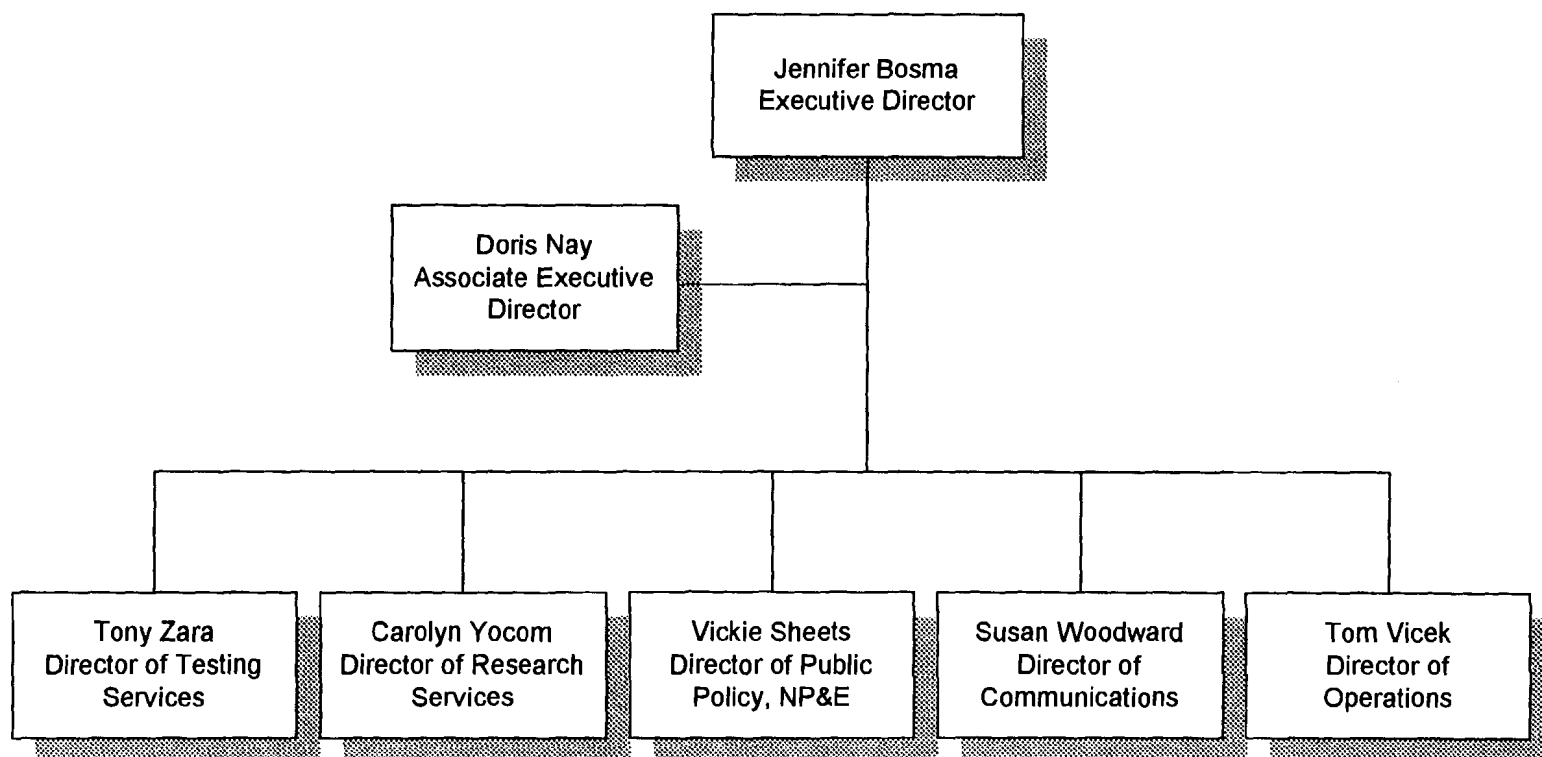 Jennifer Bosma
Executive Director
Doris Nay
Associate Executive
Director
Tony Zara
Director of Testing
Services
Carolyn Yocom
Director of Research
Services
Vickie Sheets
Director of Public
Policy, NP&E
Susan Woodward
Director of
Communications
Tom Vicek
Director of
Operations